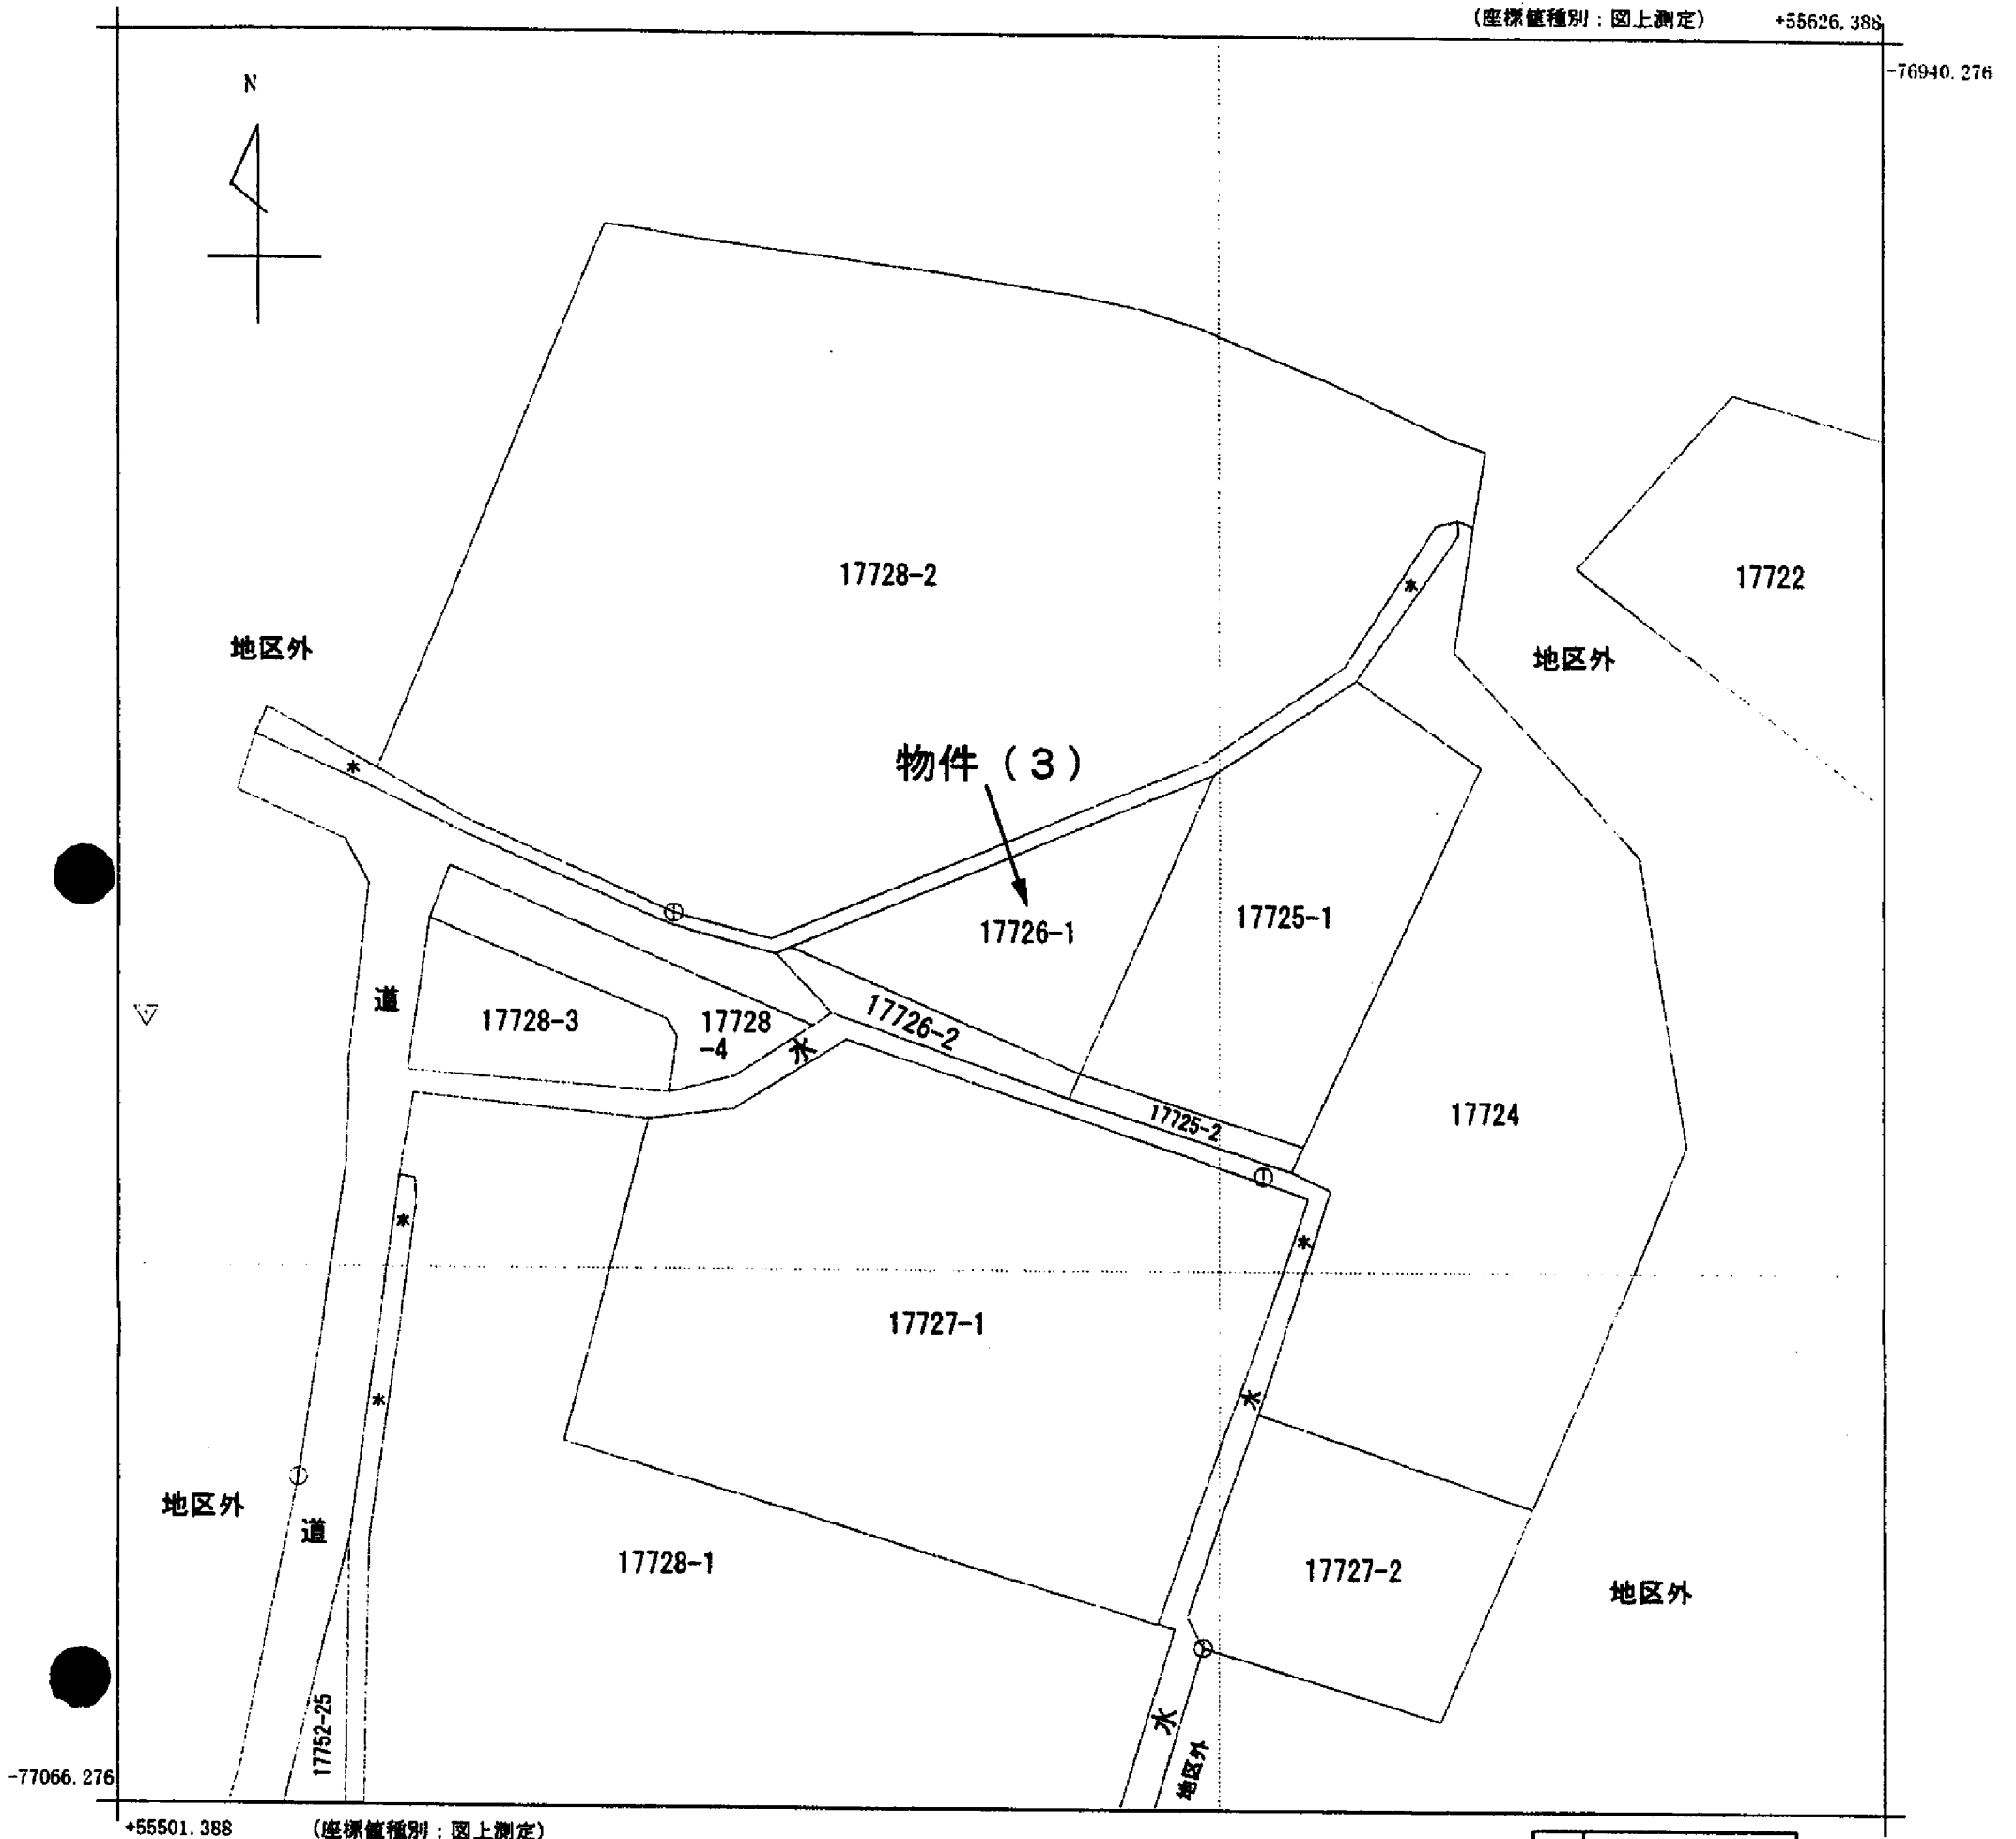 (座標値種別：図上測定) +55626.388
-76940.276
N
17728-2
17722
地区外
地区外
物件（３）
17726-1
17725-1
道
17728-3
17728
-4
水
17726-2
17725-2
17724
17727-1
水
地区外
道
17728-1
17727-2
地区外
17752-25
水
地区外
-77066.276
+55501.388 (座標値種別：図上測定)